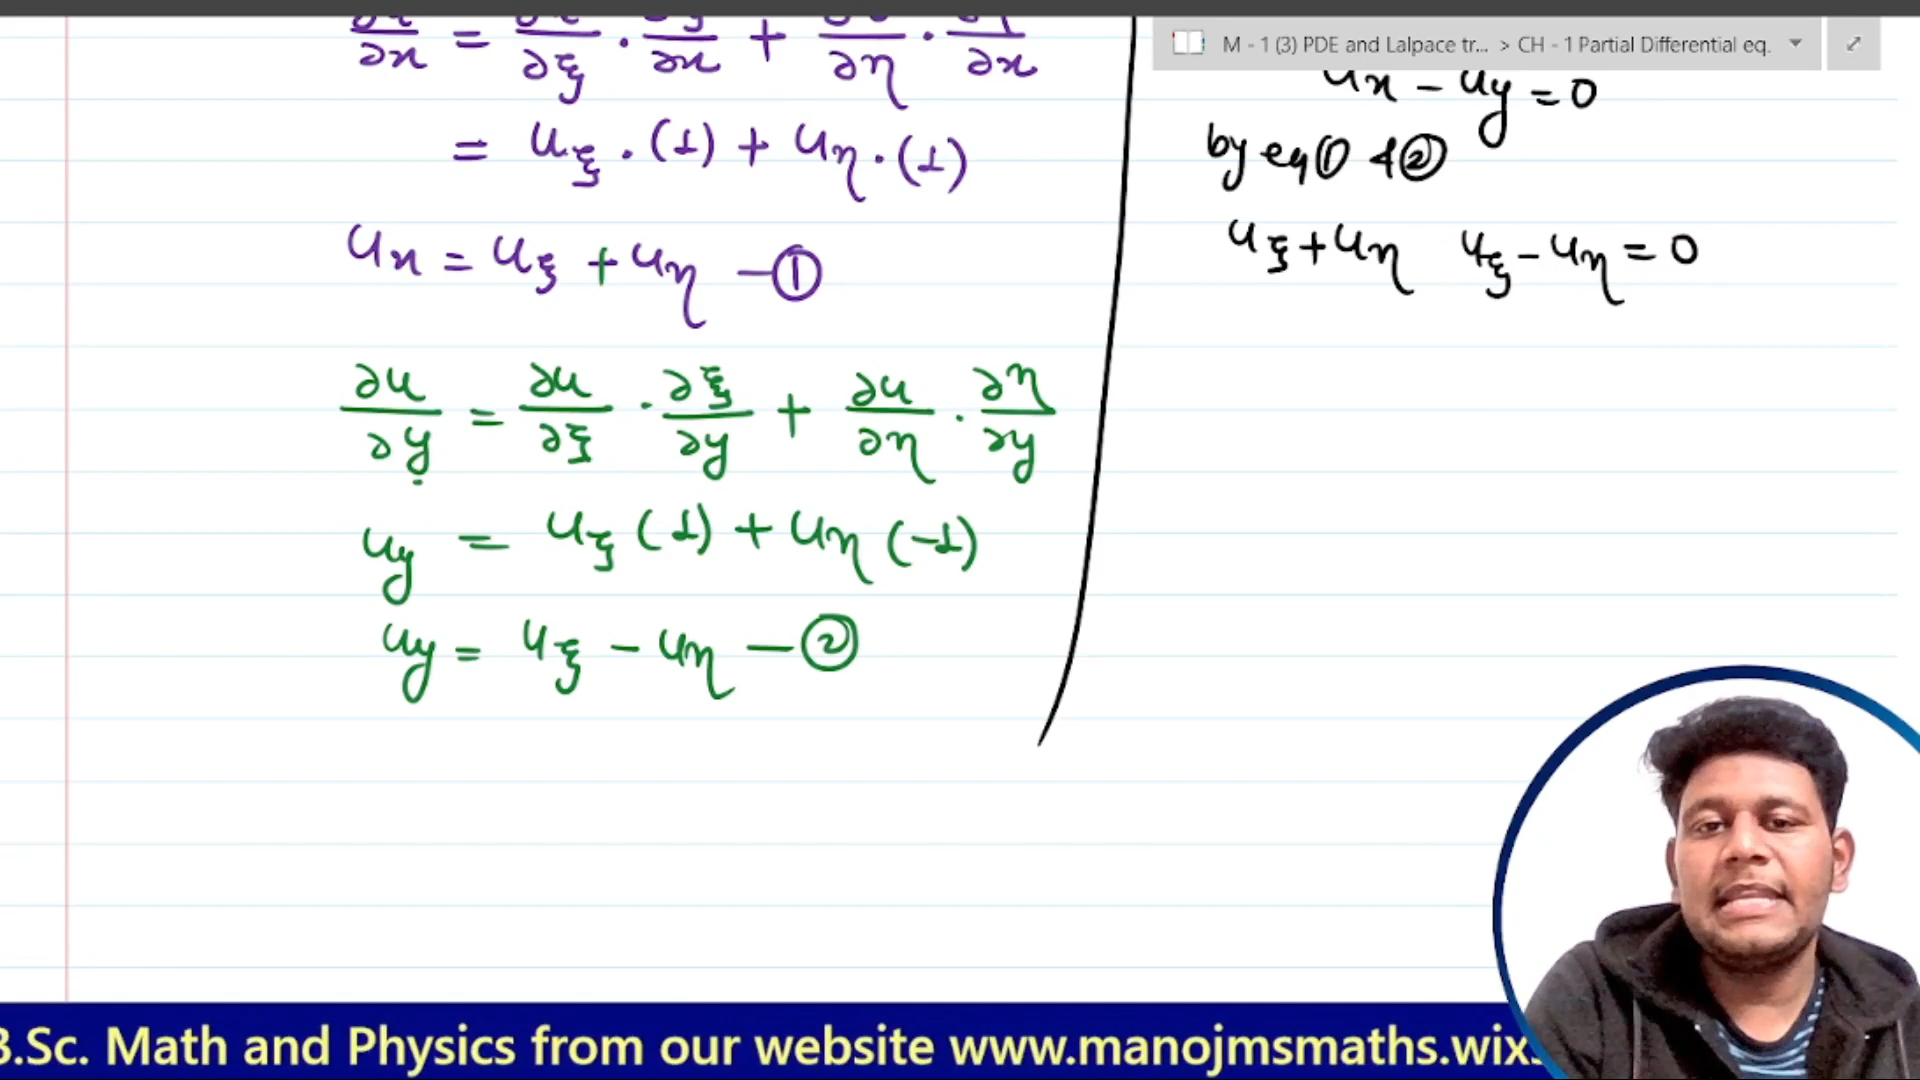 ∂u/∂x = ∂u/∂ξ · ∂ξ/∂x + ∂u/∂η · ∂η/∂x
= uξ · (1) + uη · (1)
ux = uξ + uη —①
∂u/∂y = ∂u/∂ξ · ∂ξ/∂y + ∂u/∂η · ∂η/∂y
uy = uξ (1) + uη (-1)
uy = uξ - uη —②
M - 1 (3) PDE and Lalpace tr... > CH - 1 Partial Differential eq.
ux - uy = 0
by eq ① & ②
uξ + uη uξ - uη = 0
B.Sc. Math and Physics from our website www.manojmsmaths.wixs